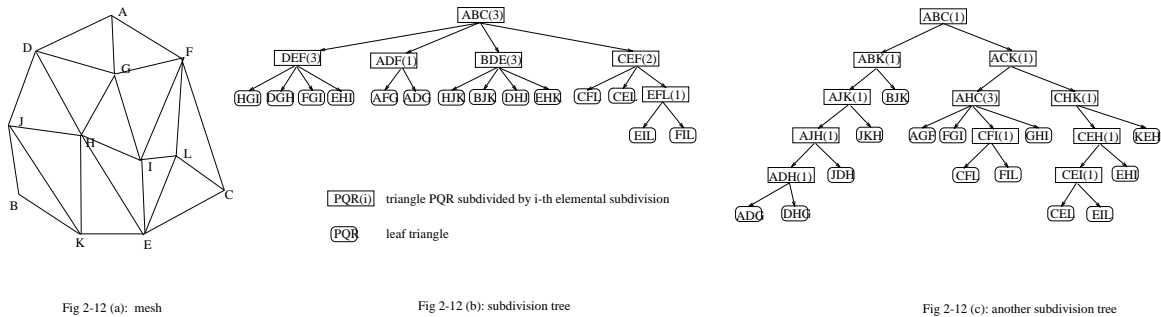 A
D
F
G
J
H
I
L
B
C
K
E
Fig 2-12 (a): mesh
ABC(3)
DEF(3) ADF(1) BDE(3) CEF(2)
HGI DGH FGI EHI AFG ADG HJK BJK DHJ EHK CFL CEL EFL(1)
EIL FIL
PQR(i) triangle PQR subdivided by i-th elemental subdivision
PQR leaf triangle
Fig 2-12 (b): subdivision tree
ABC(1)
ABK(1) ACK(1)
AJK(1) BJK AHC(3) CHK(1)
AJH(1) JKH AGF FGI CFI(1) GHI CEH(1) KEH
ADH(1) JDH CFL FIL CEI(1) EHI
ADG DHG CEL EIL
Fig 2-12 (c): another subdivision tree